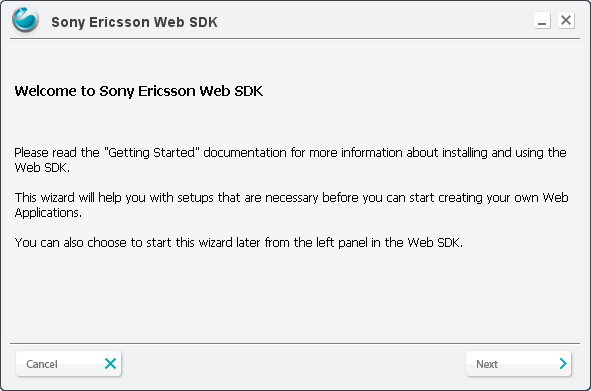 Sony Ericsson Web SDK
Welcome to Sony Ericsson Web SDK
Please read the "Getting Started" documentation for more information about installing and using the
Web SDK.
This wizard will help you with setups that are necessary before you can start creating your own Web
Applications.
You can also choose to start this wizard later from the left panel in the Web SDK.
Cancel
Next